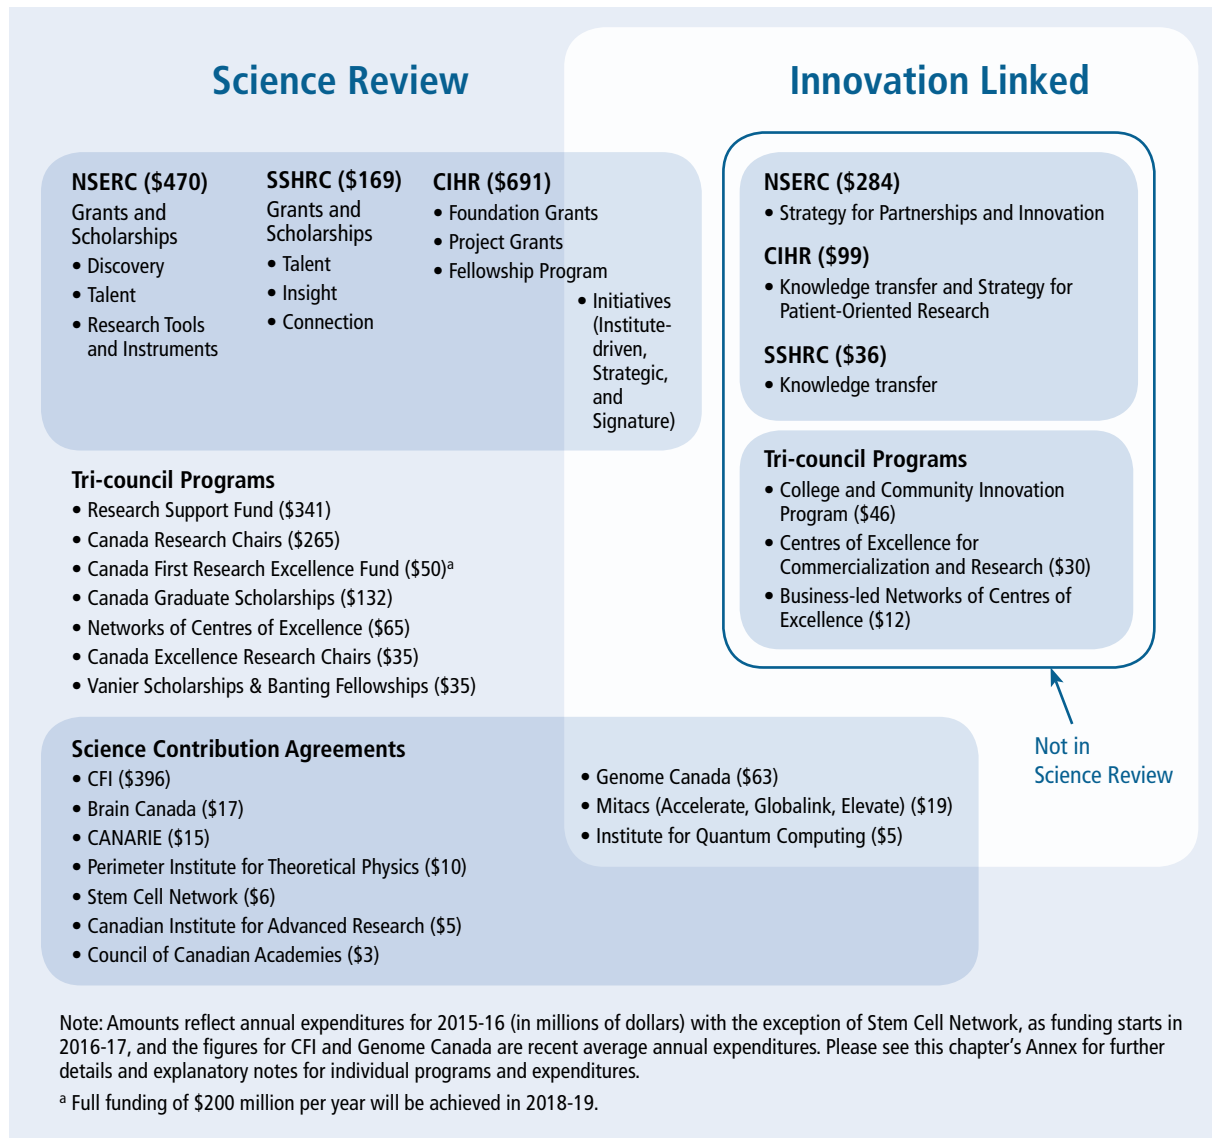 Science Review
Innovation Linked
NSERC ($470)
Grants and
Scholarships
• Discovery
• Talent
• Research Tools
and Instruments
SSHRC ($169)
Grants and
Scholarships
• Talent
• Insight
• Connection
CIHR ($691)
• Foundation Grants
• Project Grants
• Fellowship Program
• Initiatives
(Institute-
driven,
Strategic,
and
Signature)
NSERC ($284)
• Strategy for Partnerships and Innovation
CIHR ($99)
• Knowledge transfer and Strategy for
Patient-Oriented Research
SSHRC ($36)
• Knowledge transfer
Tri-council Programs
• College and Community Innovation
Program ($46)
• Centres of Excellence for
Commercialization and Research ($30)
• Business-led Networks of Centres of
Excellence ($12)
Not in
Science Review
Tri-council Programs
• Research Support Fund ($341)
• Canada Research Chairs ($265)
• Canada First Research Excellence Fund ($50)ª
• Canada Graduate Scholarships ($132)
• Networks of Centres of Excellence ($65)
• Canada Excellence Research Chairs ($35)
• Vanier Scholarships & Banting Fellowships ($35)
Science Contribution Agreements
• CFI ($396)
• Brain Canada ($17)
• CANARIE ($15)
• Perimeter Institute for Theoretical Physics ($10)
• Stem Cell Network ($6)
• Canadian Institute for Advanced Research ($5)
• Council of Canadian Academies ($3)
• Genome Canada ($63)
• Mitacs (Accelerate, Globalink, Elevate) ($19)
• Institute for Quantum Computing ($5)
Note: Amounts reflect annual expenditures for 2015-16 (in millions of dollars) with the exception of Stem Cell Network, as funding starts in
2016-17, and the figures for CFI and Genome Canada are recent average annual expenditures. Please see this chapter’s Annex for further
details and explanatory notes for individual programs and expenditures.
ª Full funding of $200 million per year will be achieved in 2018-19.